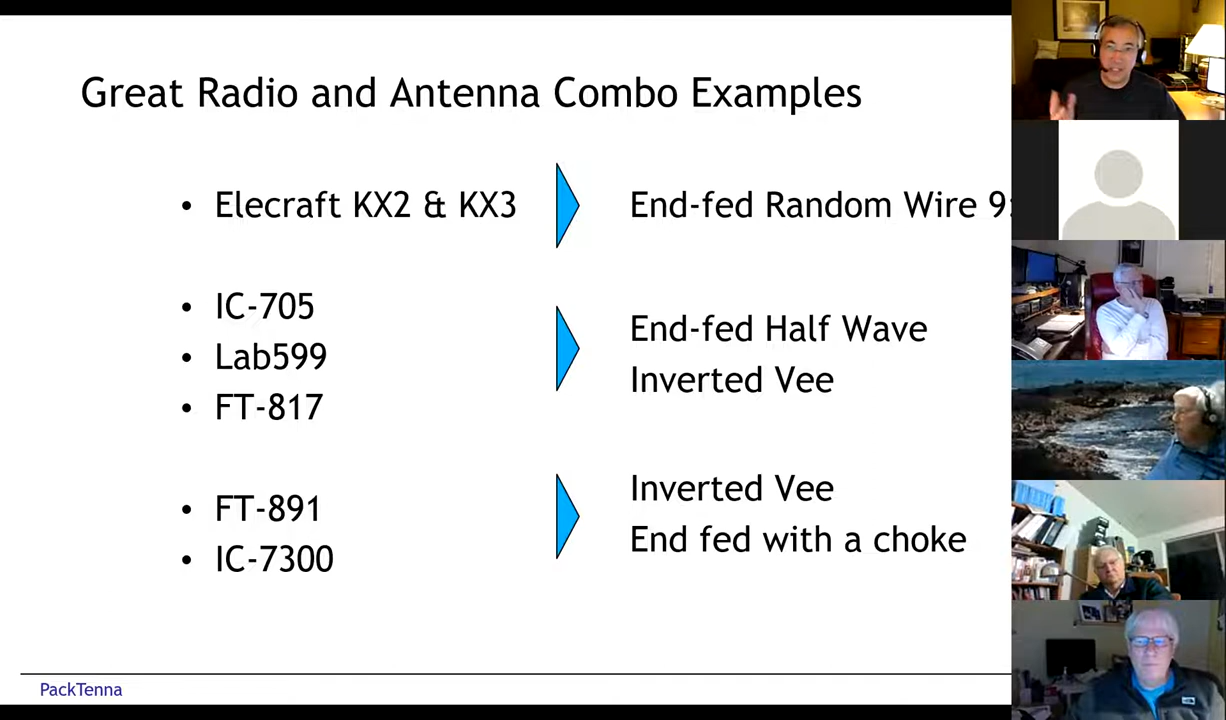 Great Radio and Antenna Combo Examples
• Elecraft KX2 & KX3
End-fed Random Wire
• IC-705
• Lab599
• FT-817
End-fed Half Wave
Inverted Vee
• FT-891
• IC-7300
Inverted Vee
End fed with a choke
PackTenna